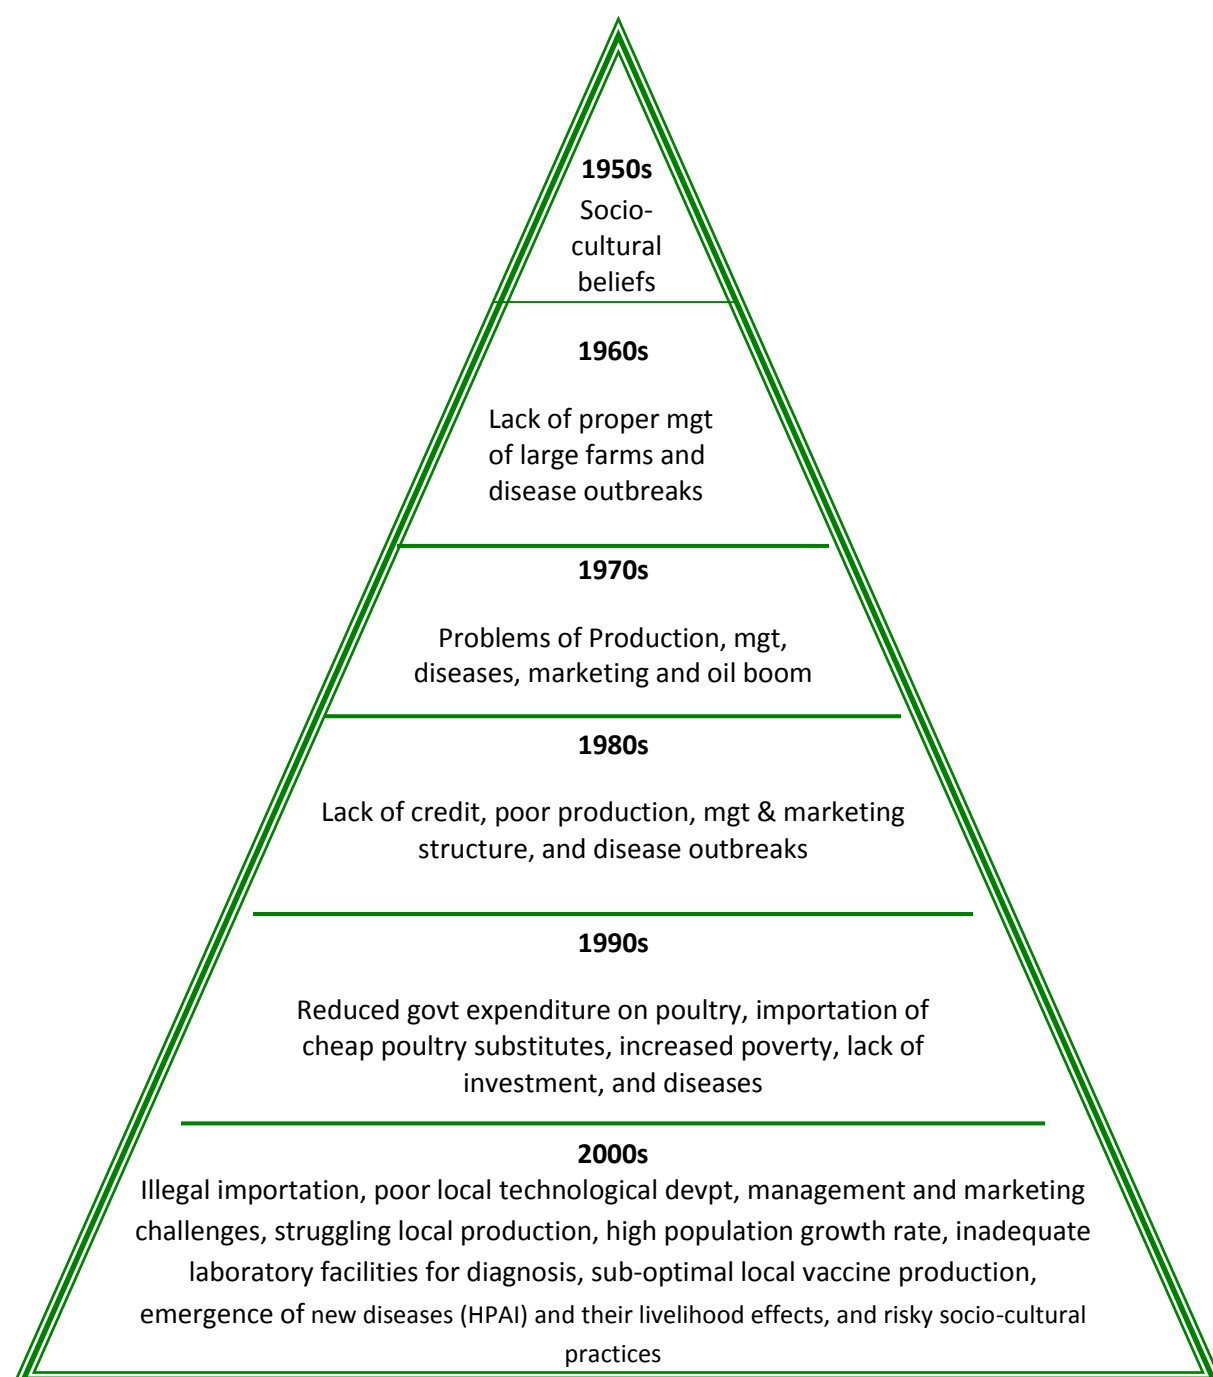 1950s
Socio-
cultural
beliefs
1960s
Lack of proper mgt
of large farms and
disease outbreaks
1970s
Problems of Production, mgt,
diseases, marketing and oil boom
1980s
Lack of credit, poor production, mgt & marketing
structure, and disease outbreaks
1990s
Reduced govt expenditure on poultry, importation of
cheap poultry substitutes, increased poverty, lack of
investment, and diseases
2000s
Illegal importation, poor local technological devpt, management and marketing
challenges, struggling local production, high population growth rate, inadequate
laboratory facilities for diagnosis, sub-optimal local vaccine production,
emergence of new diseases (HPAI) and their livelihood effects, and risky socio-cultural
practices